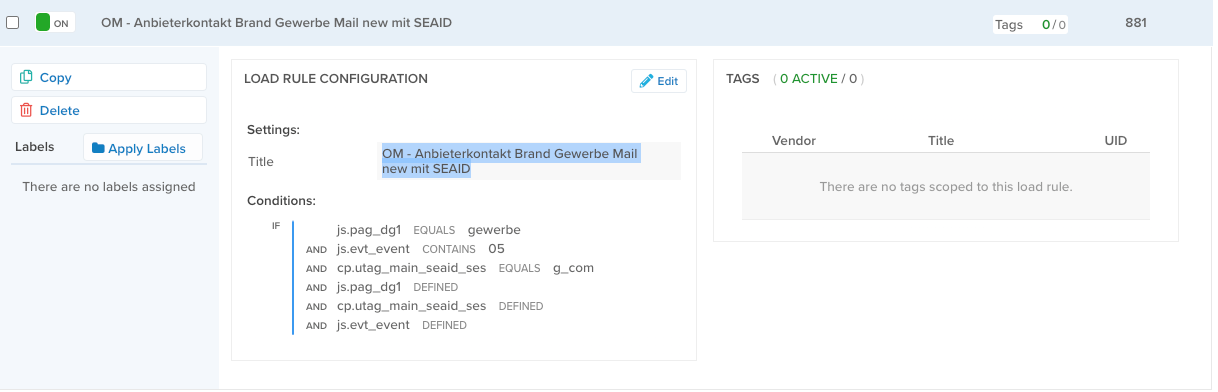 ON OM - Anbieterkontakt Brand Gewerbe Mail new mit SEAID Tags 0 / 0 881
Copy
Delete
Labels Apply Labels
There are no labels assigned
LOAD RULE CONFIGURATION Edit
Settings:
Title
OM - Anbieterkontakt Brand Gewerbe Mail
new mit SEAID
Conditions:
IF js.pag_dg1 EQUALS gewerbe
AND js.evt_event CONTAINS 05
AND cp.utag_main_seaid_ses EQUALS g_com
AND js.pag_dg1 DEFINED
AND cp.utag_main_seaid_ses DEFINED
AND js.evt_event DEFINED
TAGS ( 0 ACTIVE / 0 )
Vendor Title UID
There are no tags scoped to this load rule.